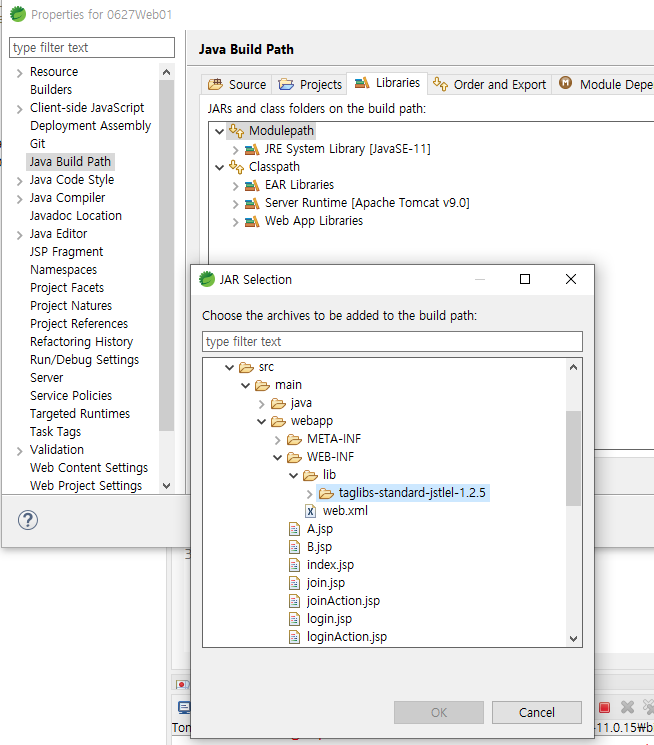 Properties for 0627Web01
type filter text
Resource
Builders
Client-side JavaScript
Deployment Assembly
Git
Java Build Path
Java Code Style
Java Compiler
Javadoc Location
Java Editor
JSP Fragment
Namespaces
Project Facets
Project Natures
Project References
Refactoring History
Run/Debug Settings
Server
Service Policies
Targeted Runtimes
Task Tags
Validation
Web Content Settings
Web Project Settings
Java Build Path
Source Projects Libraries Order and Export Module Depe
JARs and class folders on the build path:
Modulepath
JRE System Library [JavaSE-11]
Classpath
EAR Libraries
Server Runtime [Apache Tomcat v9.0]
Web App Libraries
JAR Selection
Choose the archives to be added to the build path:
type filter text
src
main
java
webapp
META-INF
WEB-INF
lib
taglibs-standard-jstlel-1.2.5
web.xml
A.jsp
B.jsp
index.jsp
join.jsp
joinAction.jsp
login.jsp
loginAction.jsp
OK Cancel
Tom
-11.0.15₩b